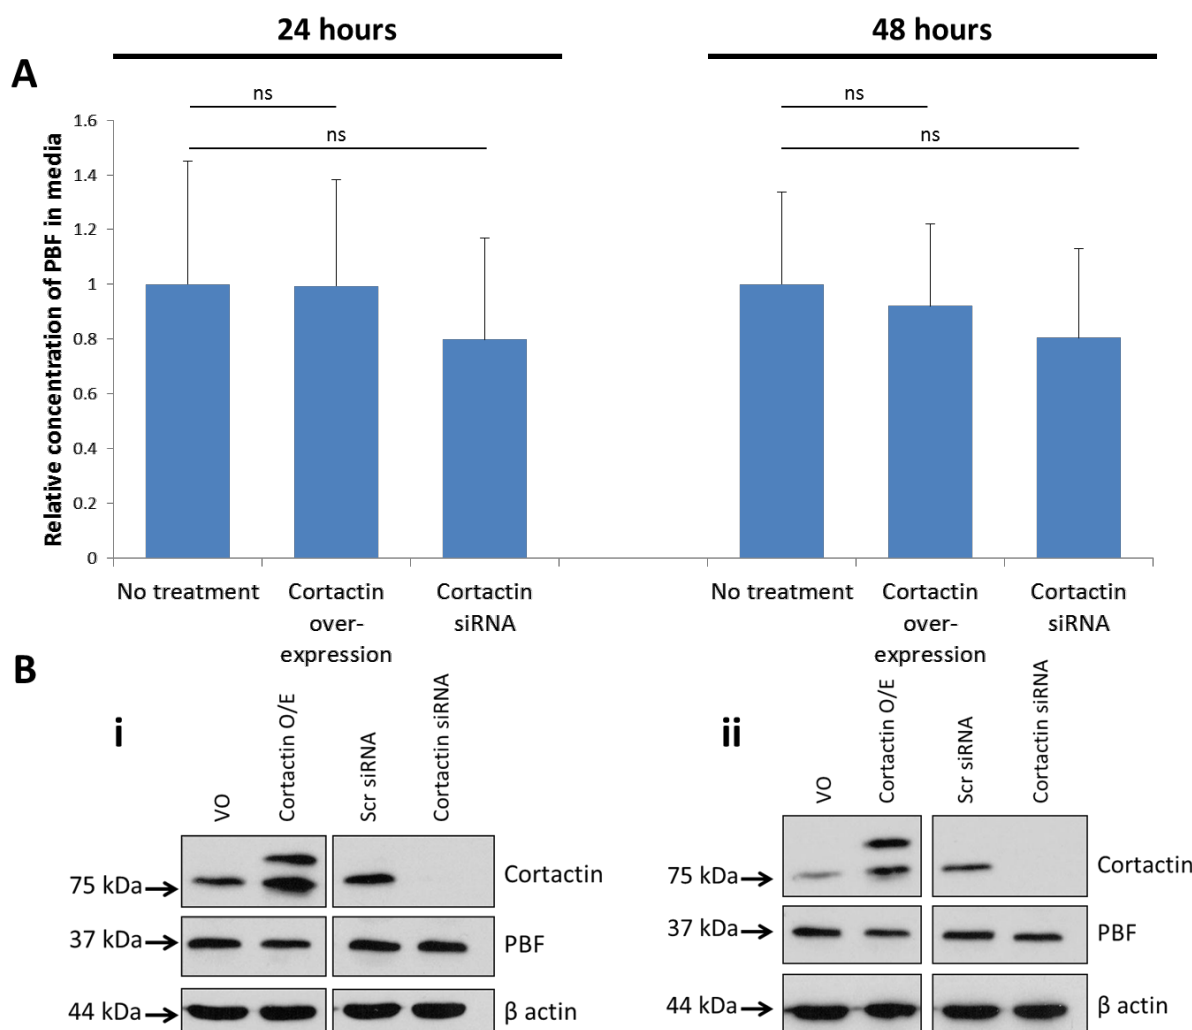 24 hours
48 hours
A
ns
ns
ns
ns
Relative concentration of PBF in media
1.6
1.4
1.2
1
0.8
0.6
0.4
0.2
0
No treatment
Cortactin
over-
expression
Cortactin
siRNA
No treatment
Cortactin
over-
expression
Cortactin
siRNA
B
i
VO
Cortactin O/E
Scr siRNA
Cortactin siRNA
75 kDa
Cortactin
37 kDa
PBF
44 kDa
β actin
ii
VO
Cortactin O/E
Scr siRNA
Cortactin siRNA
75 kDa
Cortactin
37 kDa
PBF
44 kDa
β actin